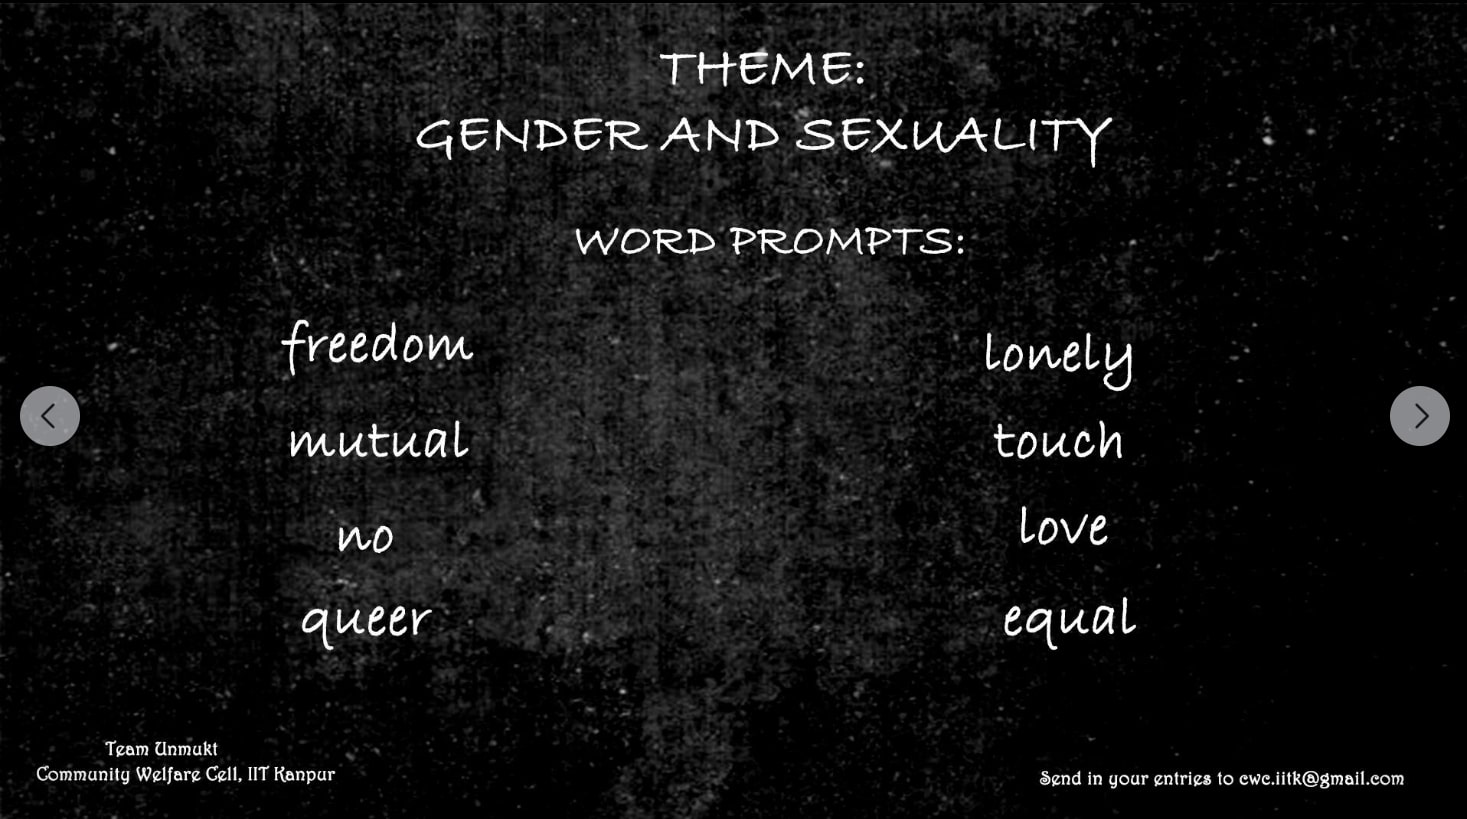 THEME:
GENDER AND SEXUALITY
WORD PROMPTS:
freedom
mutual
no
queer
lonely
touch
love
equal
Team Unmukt
Community Welfare Cell, IIT Kanpur
Send in your entries to cwc.iitk@gmail.com